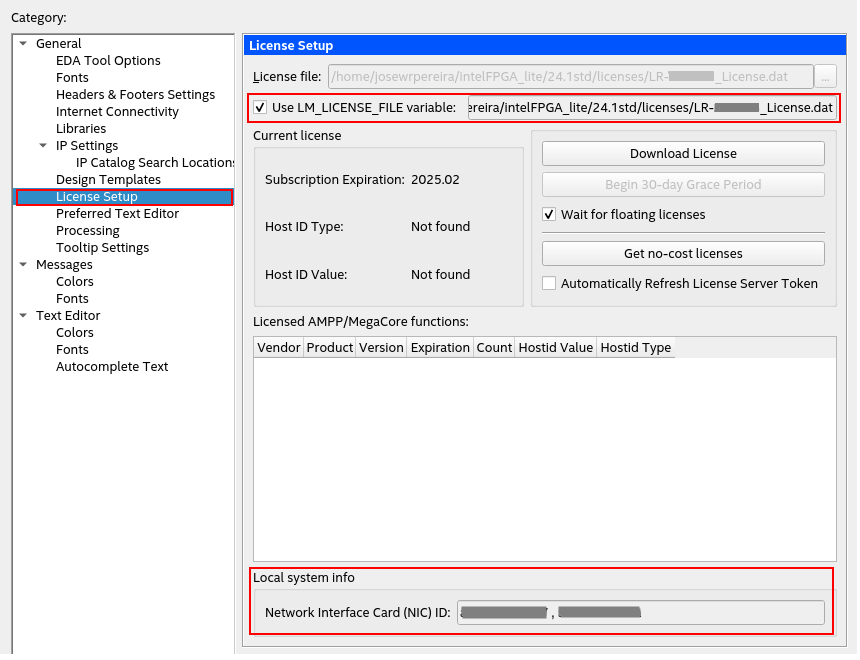 Category:
General
EDA Tool Options
Fonts
Headers & Footers Settings
Internet Connectivity
Libraries
IP Settings
IP Catalog Search Locations
Design Templates
License Setup
Preferred Text Editor
Processing
Tooltip Settings
Messages
Colors
Fonts
Text Editor
Colors
Fonts
Autocomplete Text
License Setup
License file: /home/josewrpereira/intelFPGA_lite/24.1std/licenses/LR- _License.dat ...
Use LM_LICENSE_FILE variable: ereira/intelFPGA_lite/24.1std/licenses/LR- _License.dat
Current license
Subscription Expiration: 2025.02
Host ID Type: Not found
Host ID Value: Not found
Download License
Begin 30-day Grace Period
Wait for floating licenses
Get no-cost licenses
Automatically Refresh License Server Token
Licensed AMPP/MegaCore functions:
Vendor Product Version Expiration Count Hostid Value Hostid Type
Local system info
Network Interface Card (NIC) ID: ,